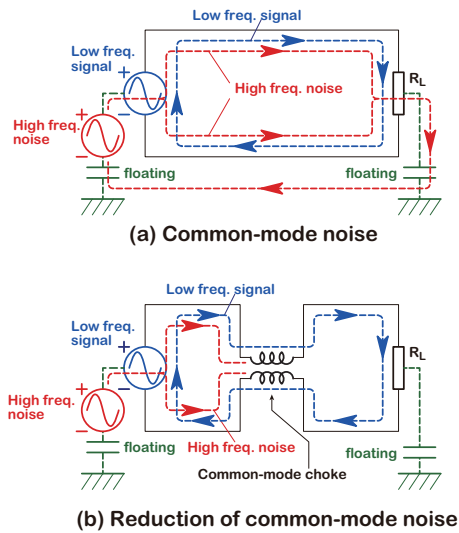 Low freq. signal
Low freq.
signal
+
−
High freq.
noise
+
−
High freq. noise
RL
floating
floating
(a) Common-mode noise
Low freq. signal
Low freq.
signal
+
−
High freq.
noise
+
−
RL
High freq. noise
floating
floating
Common-mode choke
(b) Reduction of common-mode noise